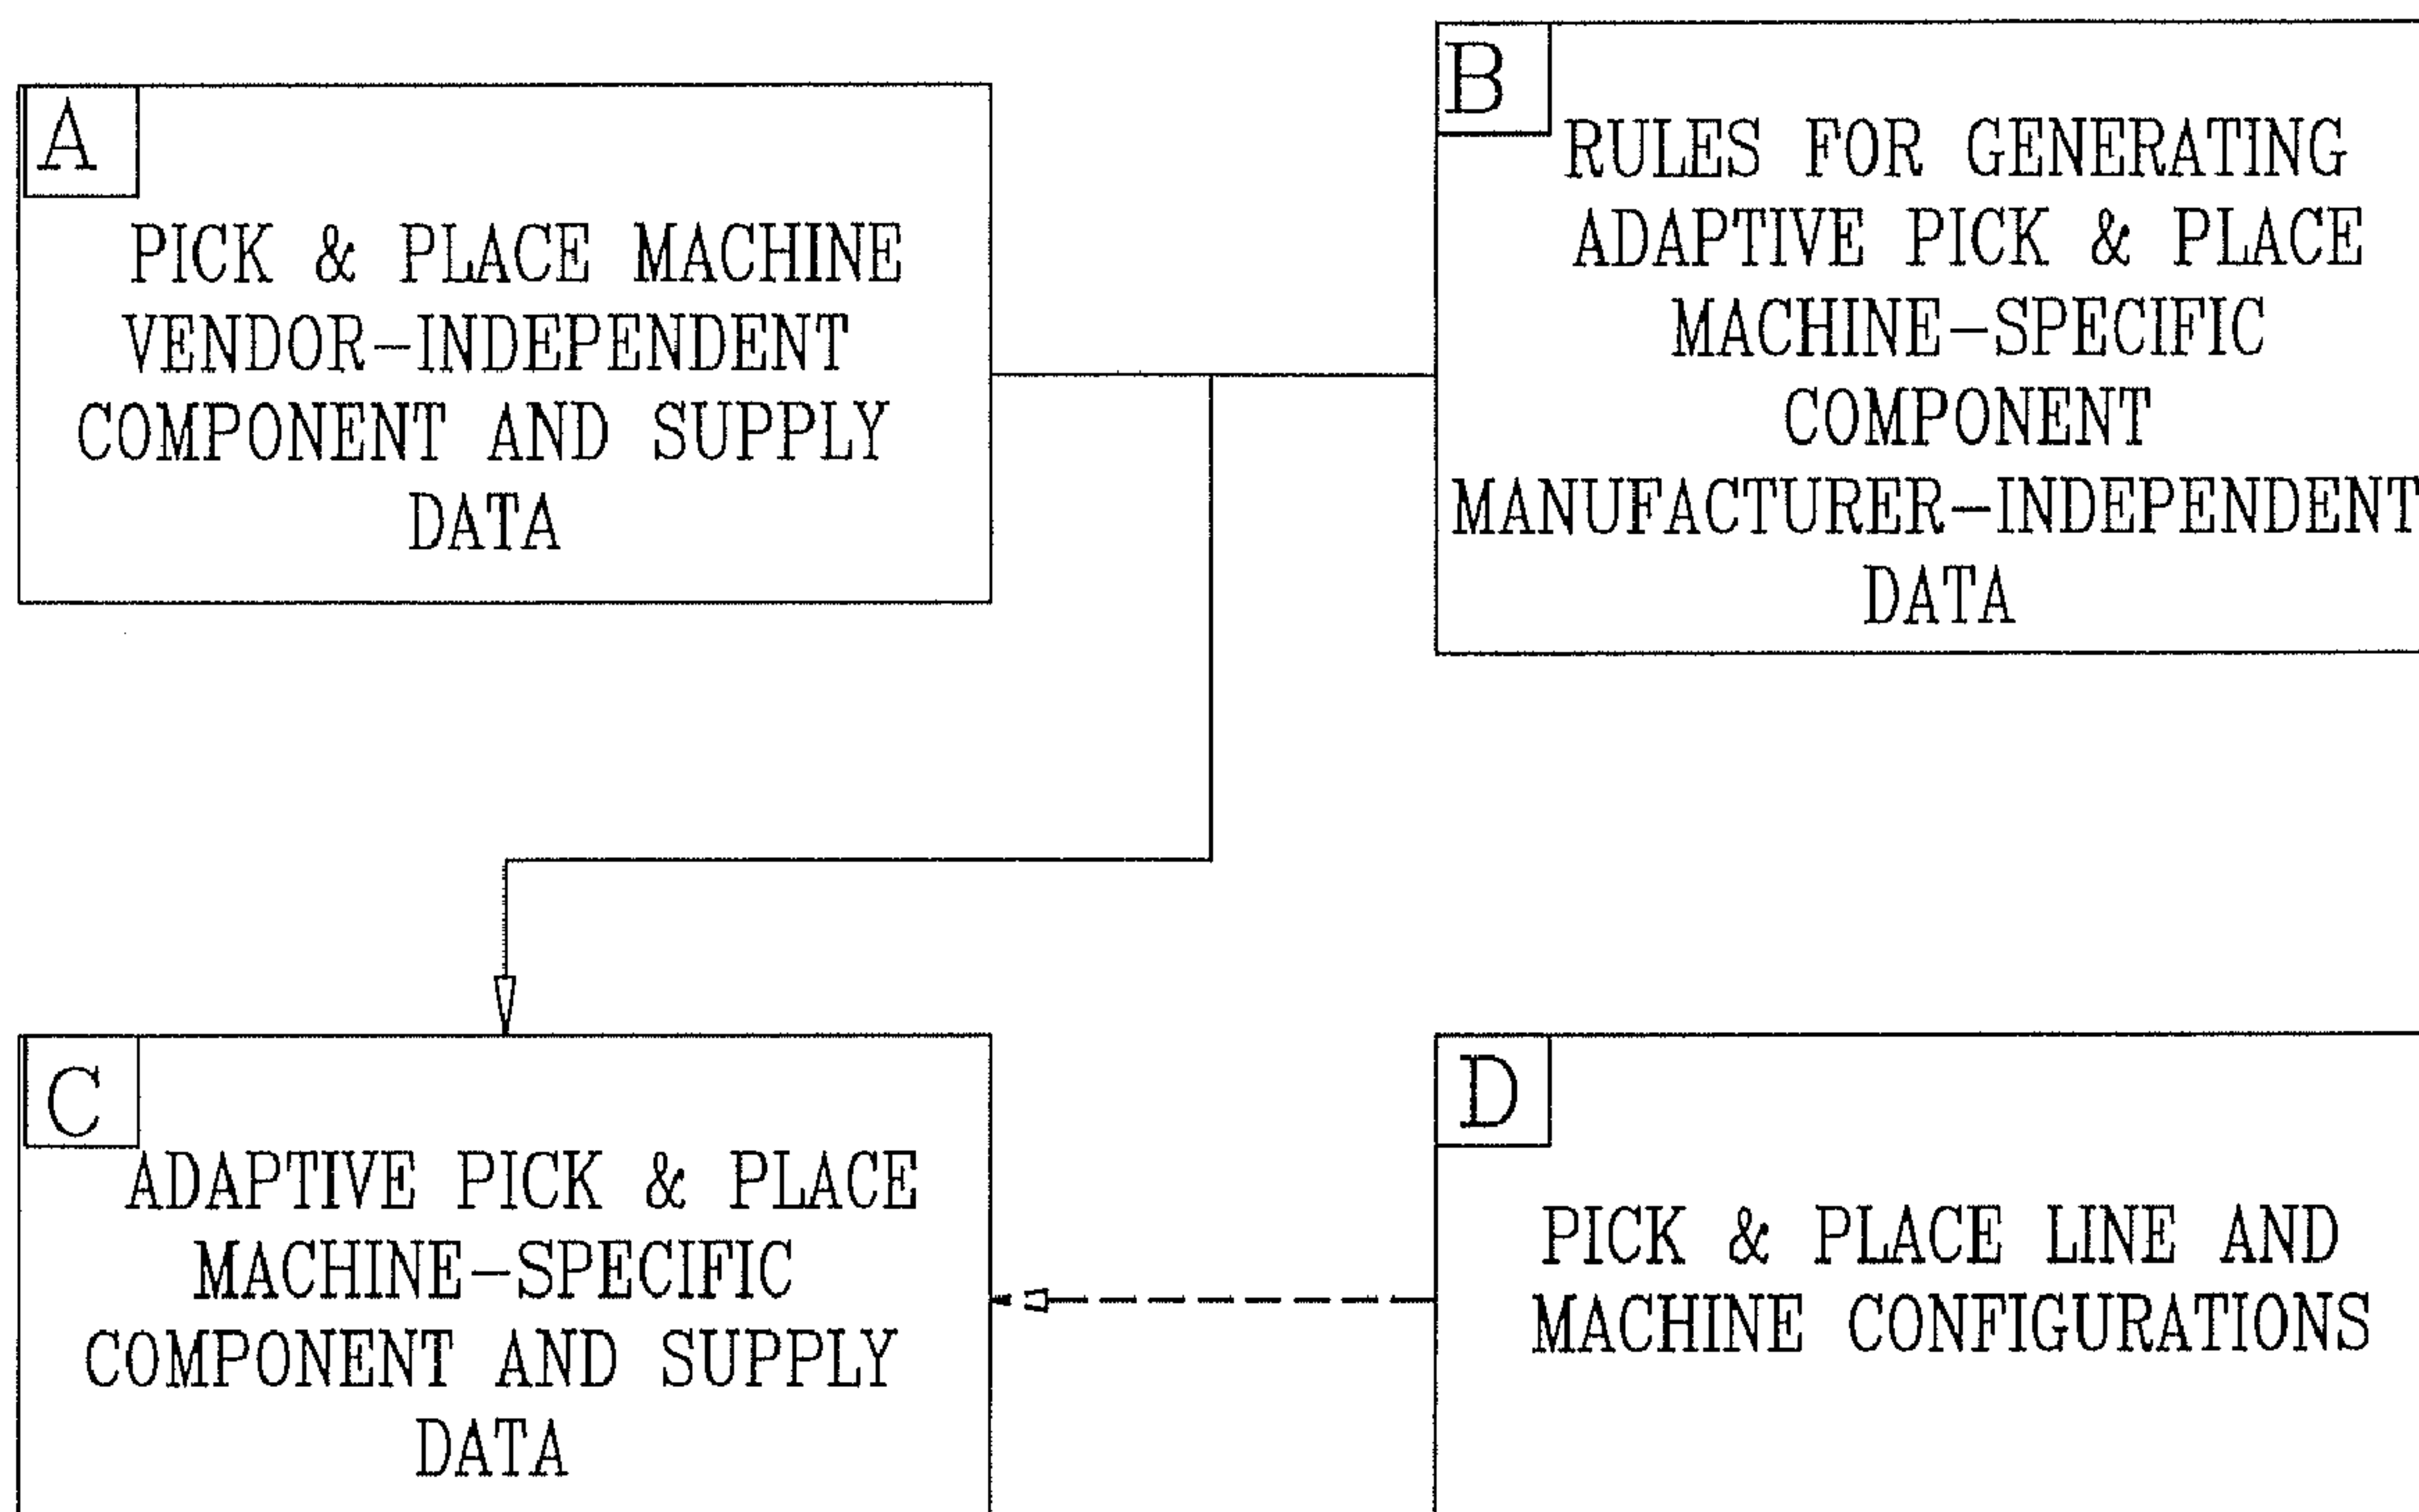 A
PICK & PLACE MACHINE
VENDOR-INDEPENDENT
COMPONENT AND SUPPLY
DATA
B
RULES FOR GENERATING
ADAPTIVE PICK & PLACE
MACHINE-SPECIFIC
COMPONENT
MANUFACTURER-INDEPENDENT
DATA
C
ADAPTIVE PICK & PLACE
MACHINE-SPECIFIC
COMPONENT AND SUPPLY
DATA
D
PICK & PLACE LINE AND
MACHINE CONFIGURATIONS